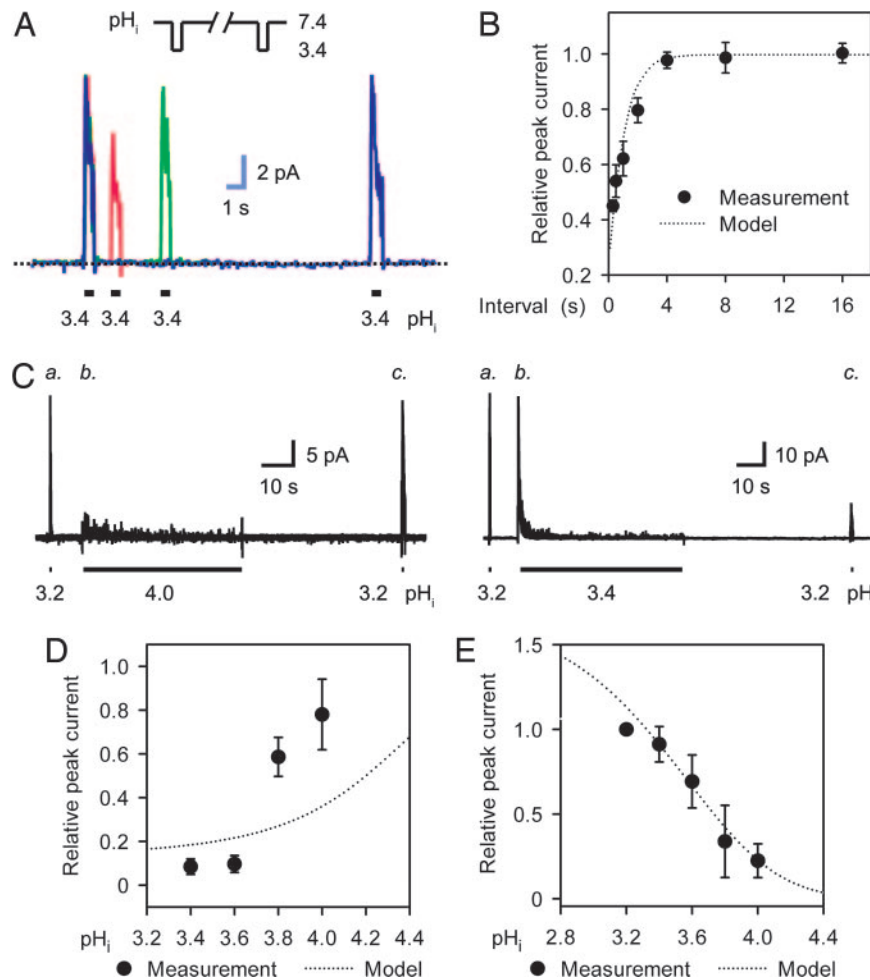 A
pHi
7.4
3.4
2 pA
1 s
3.4 3.4 3.4 3.4 pHi
B
Relative peak current
1.0
0.8
0.6
0.4
0.2
Measurement
Model
Interval (s) 0 4 8 12 16
C
a. b. c.
5 pA
10 s
3.2 4.0 3.2 pHi
a. b. c.
10 pA
10 s
3.2 3.4 3.2 pH
D
Relative peak current
1.0
0.8
0.6
0.4
0.2
0
3.2 3.4 3.6 3.8 4.0 4.2 4.4
pHi
Measurement Model
E
Relative peak current
1.5
1.0
0.5
0
pHi 2.8 3.2 3.6 4.0 4.4
Measurement Model